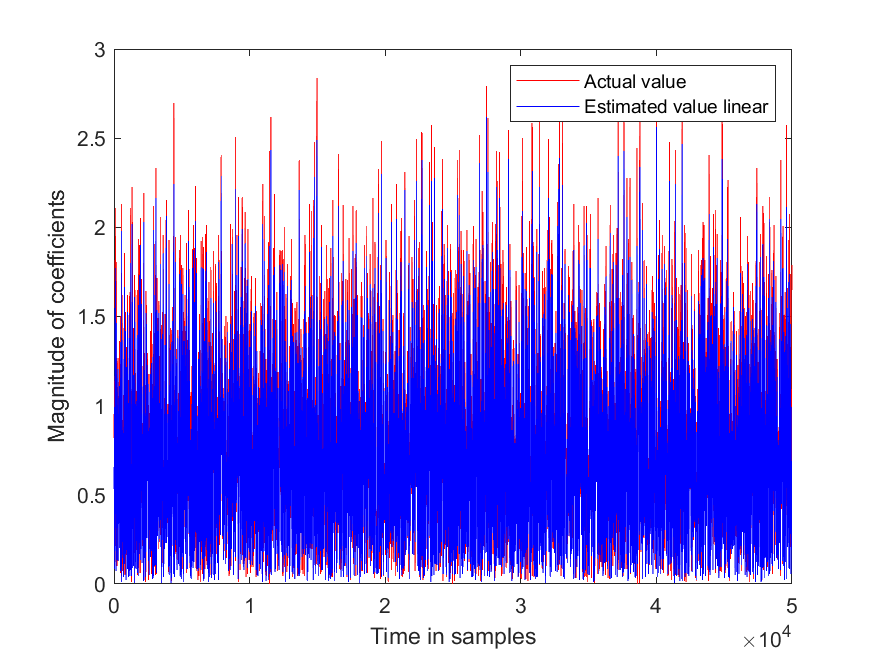 3
2.5
2
1.5
1
0.5
0
Actual value
Estimated value linear
Magnitude of coefficients
0 1 2 3 4 5
×10⁴
Time in samples